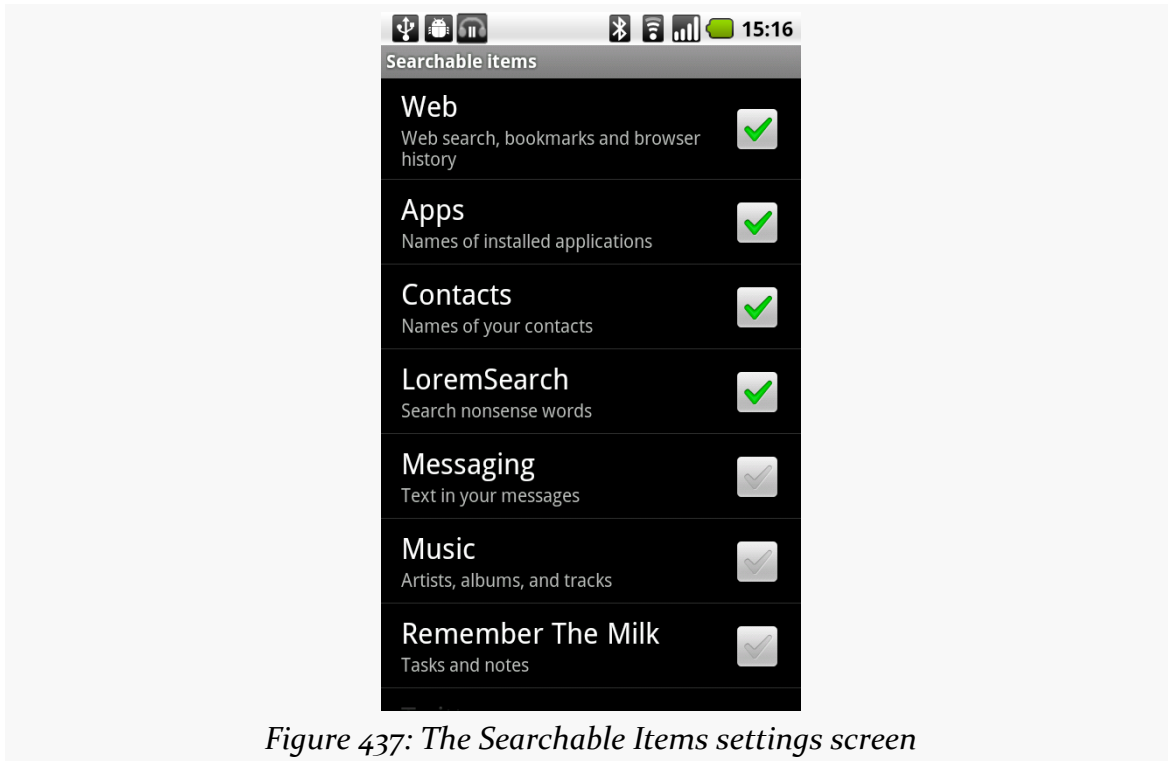 15:16
Searchable items
Web
Web search, bookmarks and browser
history
Apps
Names of installed applications
Contacts
Names of your contacts
LoremSearch
Search nonsense words
Messaging
Text in your messages
Music
Artists, albums, and tracks
Remember The Milk
Tasks and notes
Figure 437: The Searchable Items settings screen